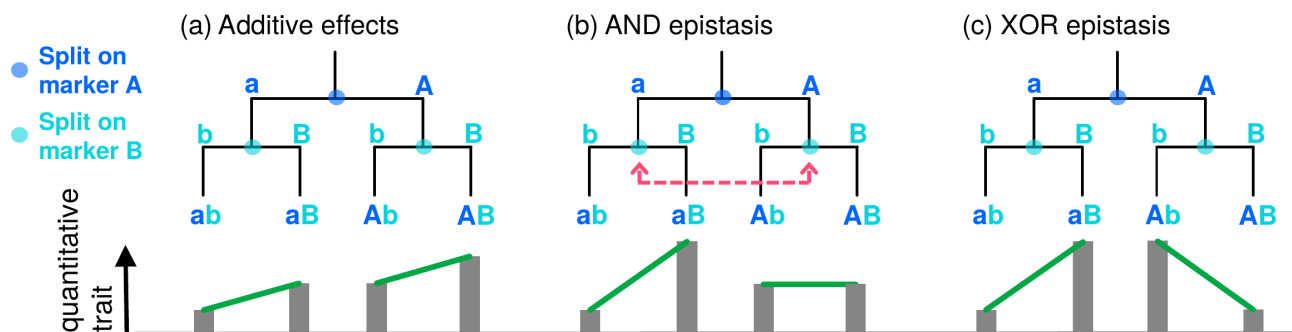 (a) Additive effects
(b) AND epistasis
(c) XOR epistasis
Split on
marker A
Split on
marker B
a A
a A
a A
b B b B
b B b B
b B b B
ab aB Ab AB
ab aB Ab AB
ab aB Ab AB
quantitative
trait